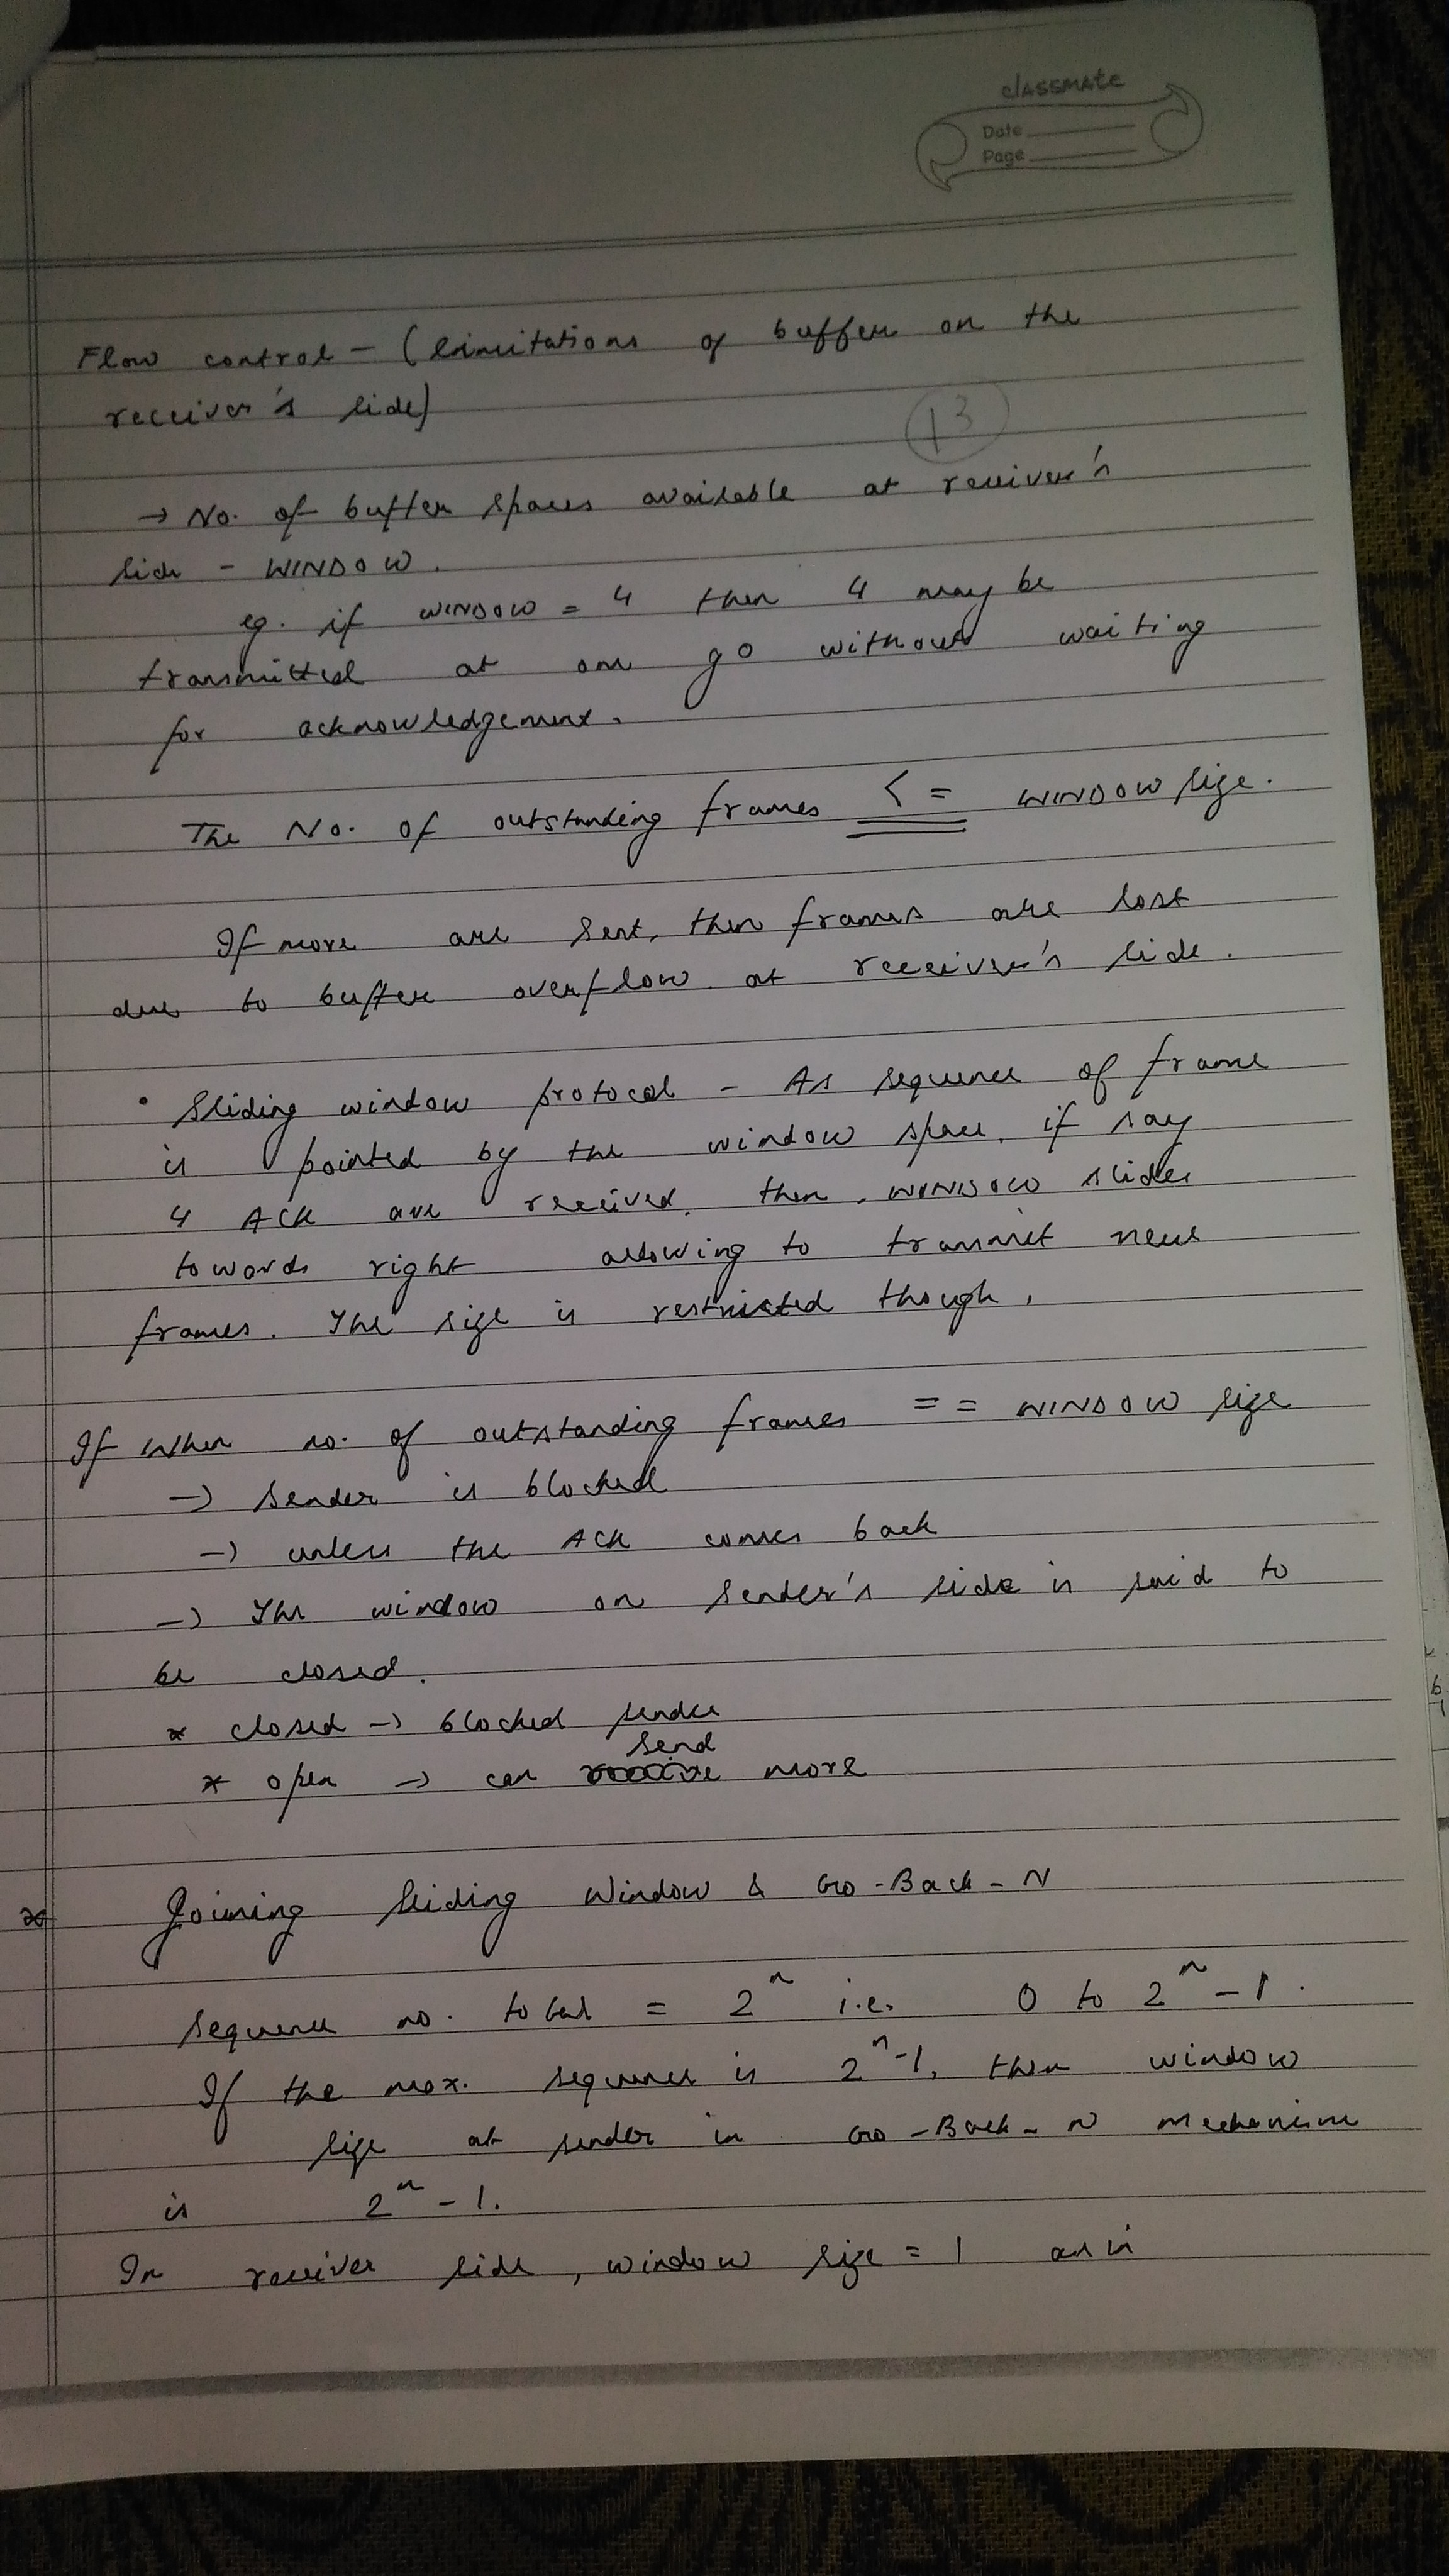 classmate
Date
Page
Flow control - (limitations of buffer on the
receiver's side)
13
→ No. of buffer spaces available at receiver's
side - WINDOW.
eg. if WINDOW = 4 then 4 may be
transmitted at one go without waiting
for acknowledgement.
The No. of outstanding frames <= WINDOW size.
If more are sent, then frames are lost
due to buffer overflow at receiver's side.
• Sliding window protocol - As sequence of frame
is pointed by the window space, if say
4 ACK are received, then WINDOW slides
towards right allowing to transmit new
frames. The size is restricted though.
If When no. of outstanding frames == WINDOW size
→ Sender is blocked
→ unless the ACK comes back
→ The window on sender's side is said to
be closed.
* closed → blocked sender
send
* open → can receive more
* Joining Sliding Window & Go-Back-N
sequence no. total = 2^n i.e. 0 to 2^n - 1.
If the max. sequence is 2^n - 1, then window
size at sender in Go-Back-N mechanism
is 2^n - 1.
In receiver side, window size = 1 as in